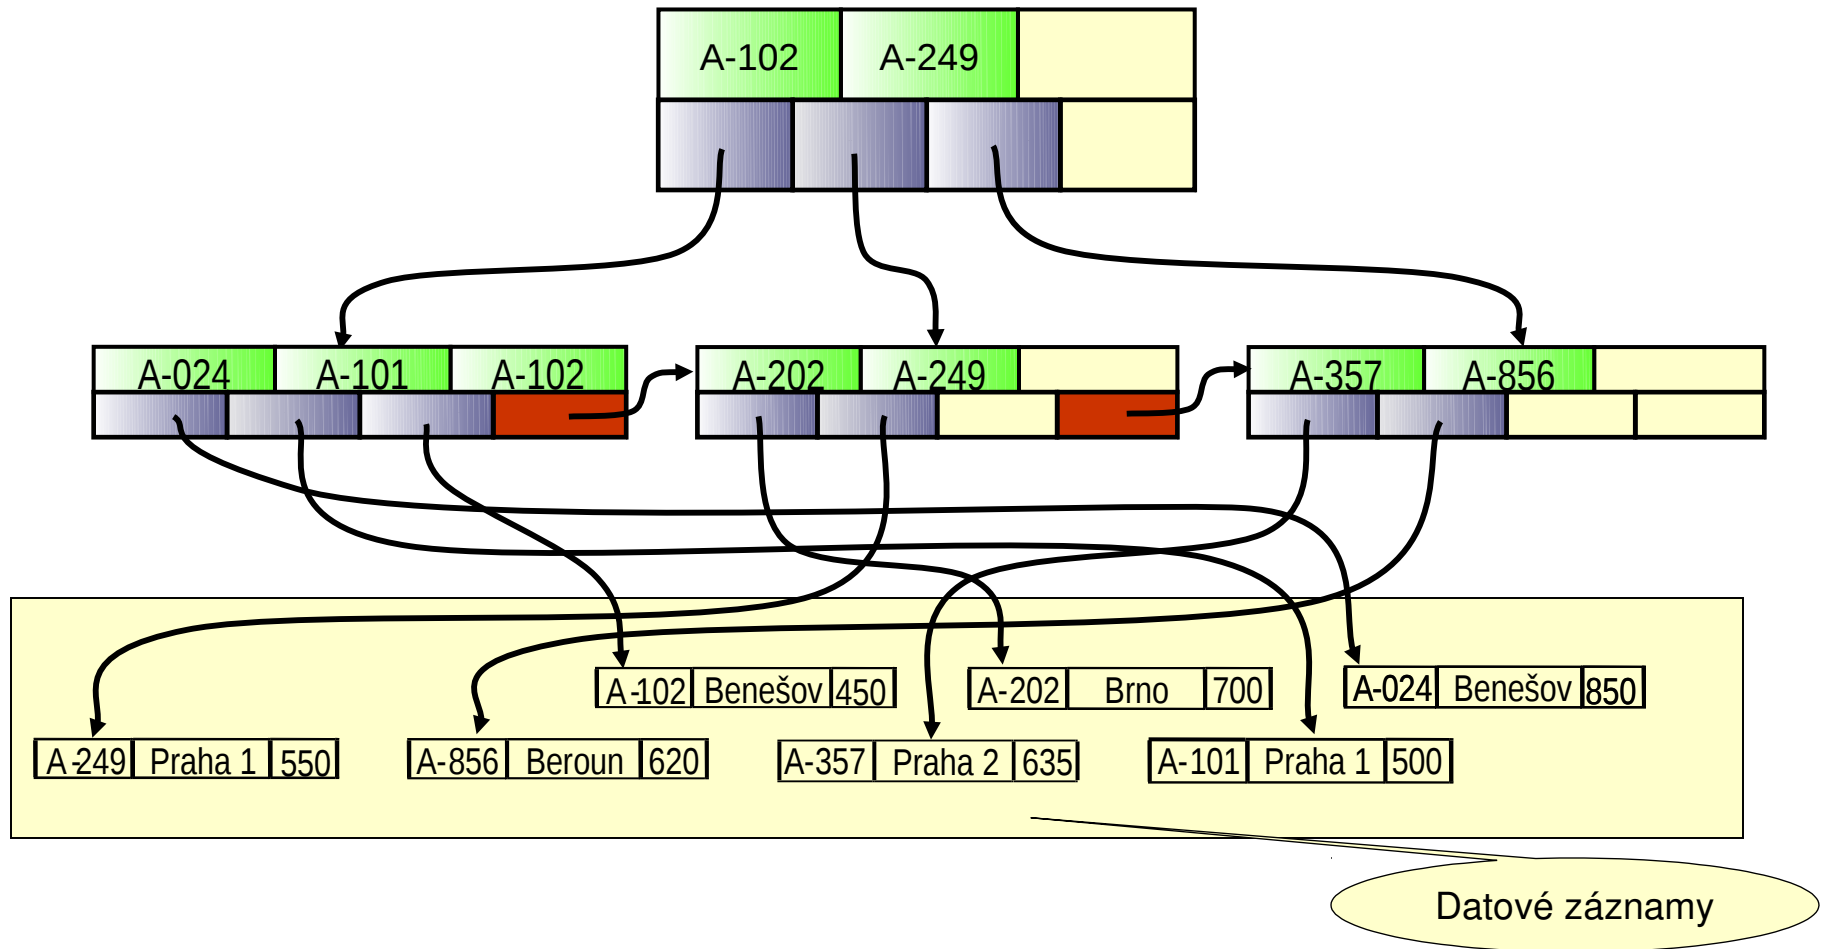 A-102 A-249
A-024 A-101 A-102 A-202 A-249 A-357 A-856
A-102 Benešov 450 A-202 Brno 700 A-024 Benešov 850
A-249 Praha 1 550 A-856 Beroun 620 A-357 Praha 2 635 A-101 Praha 1 500
Datové záznamy